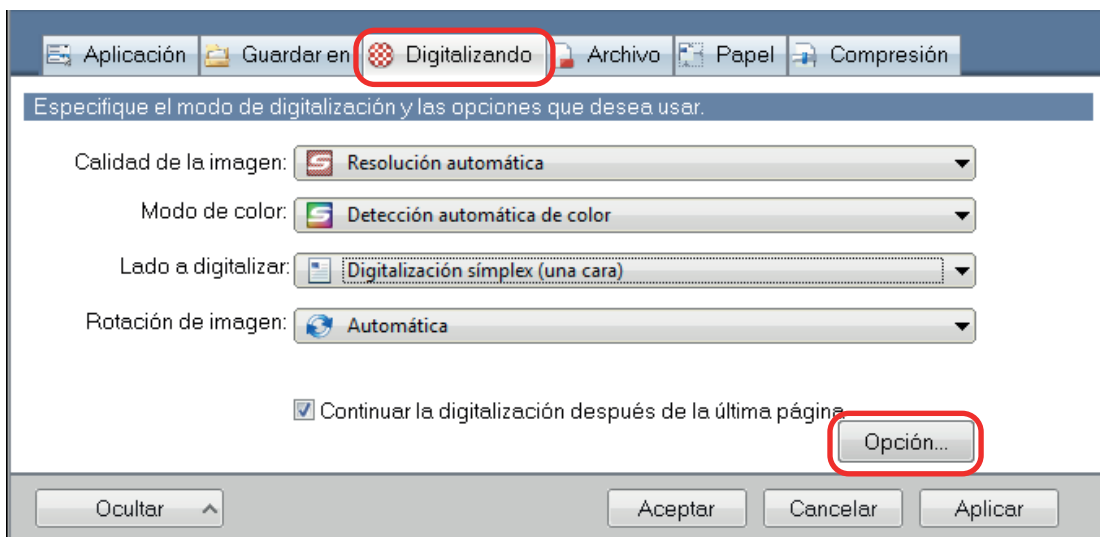 Aplicación Guardar en Digitalizando Archivo Papel Compresión
Especifique el modo de digitalización y las opciones que desea usar.
Calidad de la imagen: Resolución automática
Modo de color: Detección automática de color
Lado a digitalizar: Digitalización símplex (una cara)
Rotación de imagen: Automática
Continuar la digitalización después de la última página
Opción...
Ocultar Aceptar Cancelar Aplicar